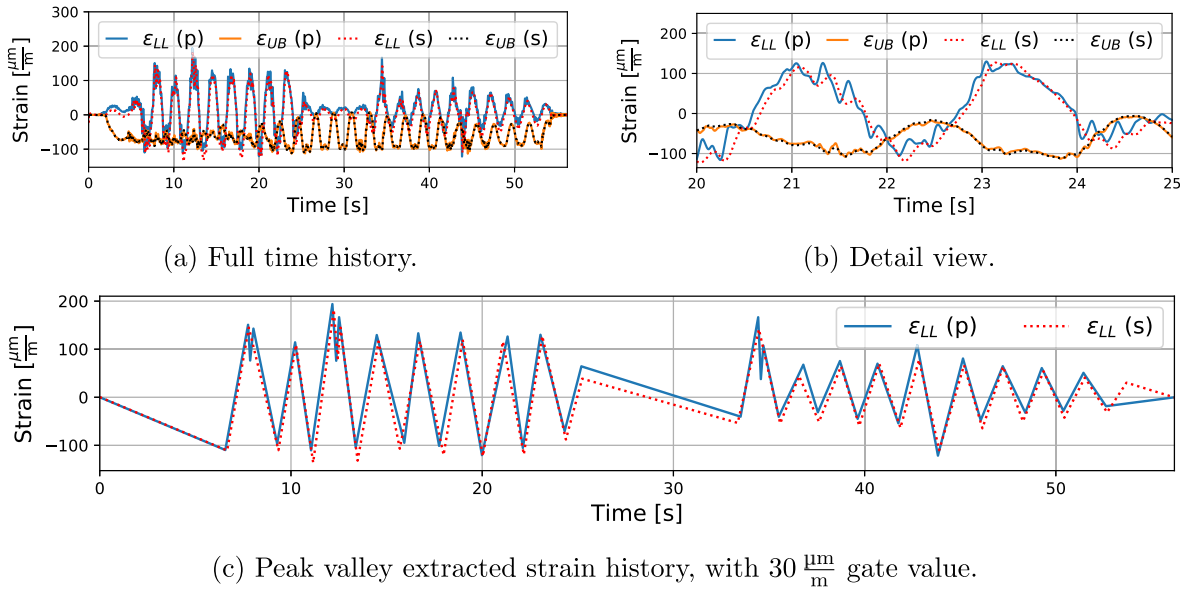 ε_LL (p) ε_UB (p) ε_LL (s) ε_UB (s)
Strain [μm/m]
300
200
100
0
−100
0 10 20 30 40 50
Time [s]
(a) Full time history.
ε_LL (p) ε_UB (p) ε_LL (s) ε_UB (s)
Strain [μm/m]
200
100
0
−100
20 21 22 23 24 25
Time [s]
(b) Detail view.
ε_LL (p) ε_LL (s)
Strain [μm/m]
200
100
0
−100
0 10 20 30 40 50
Time [s]
(c) Peak valley extracted strain history, with 30 μm/m gate value.